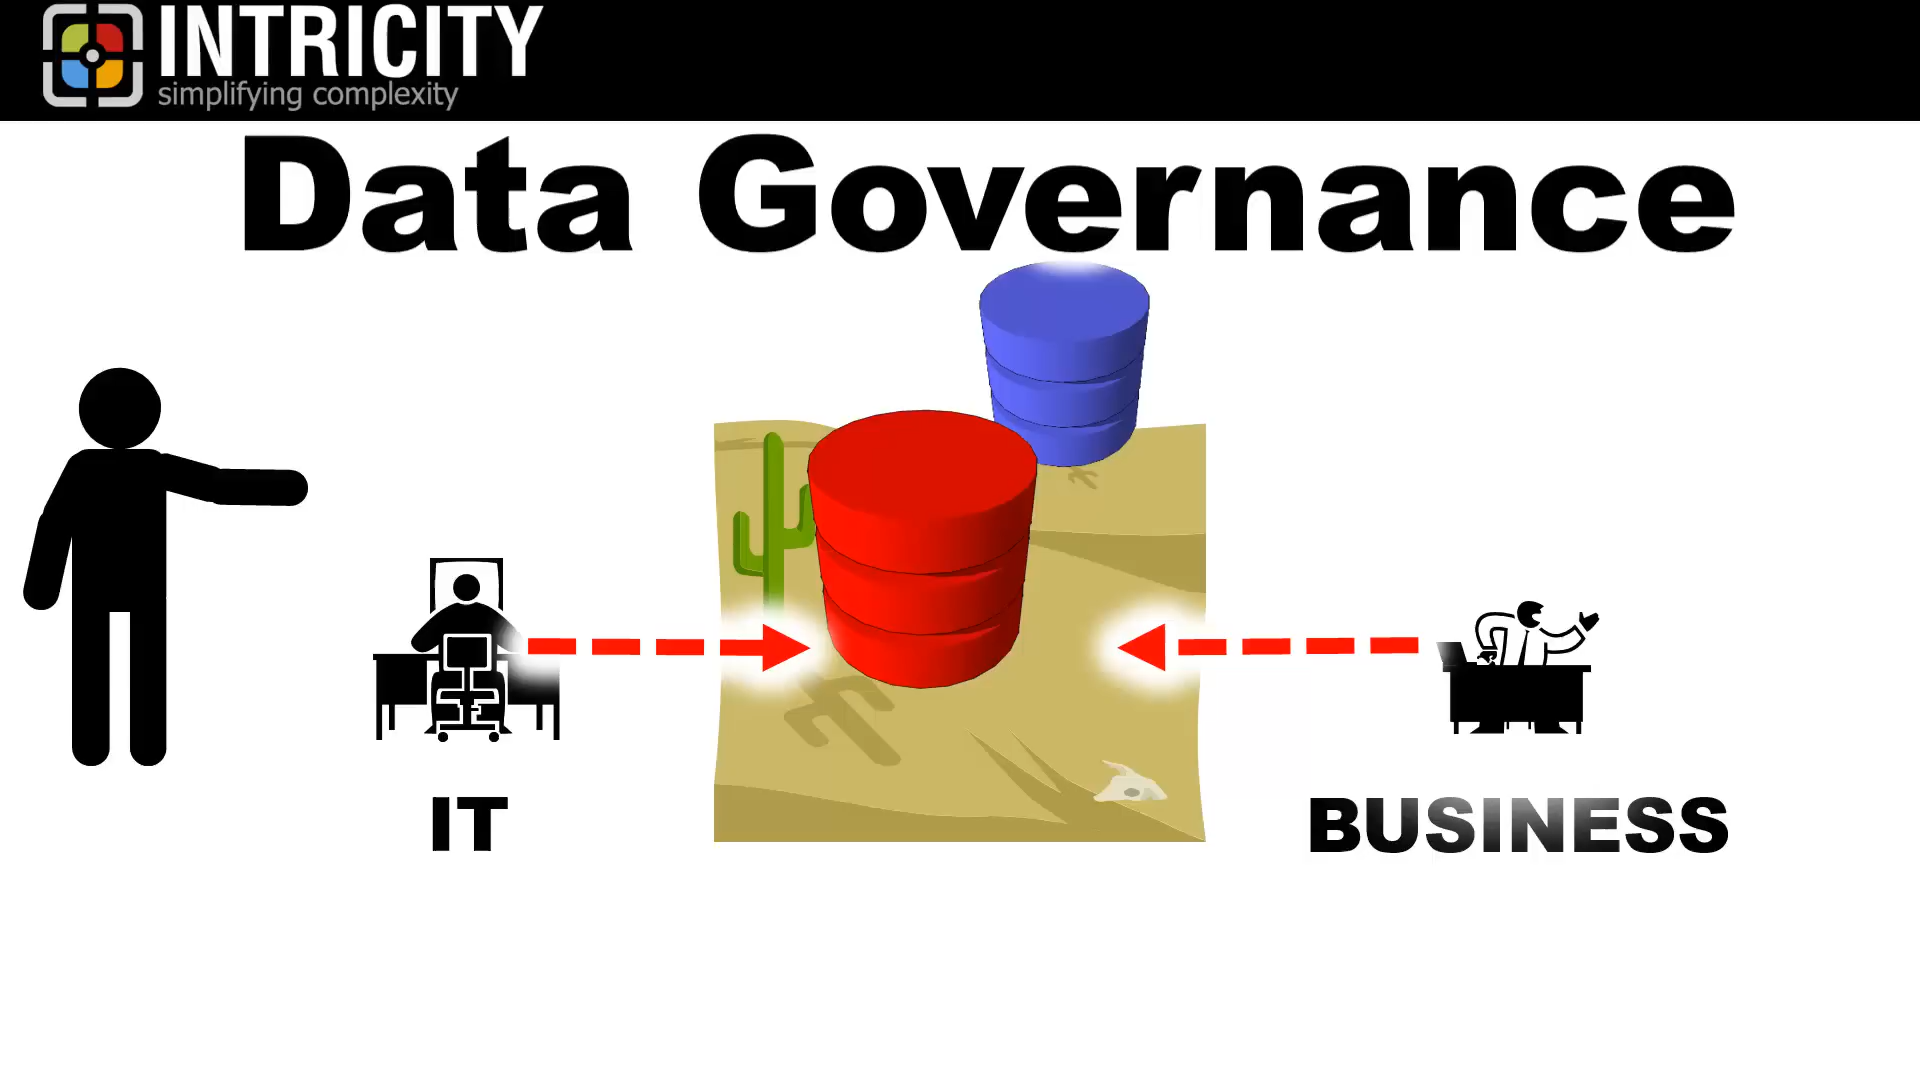 INTRICITY
simplifying complexity
Data Governance
IT
BUSINESS